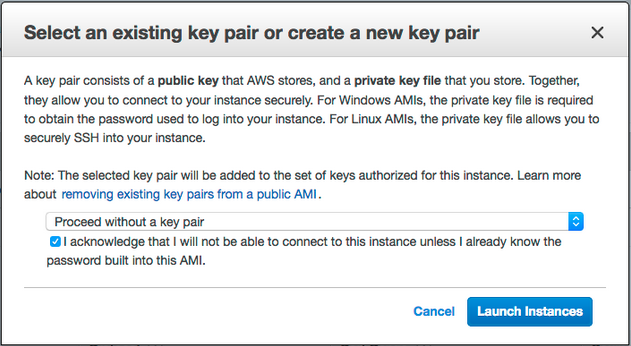 Select an existing key pair or create a new key pair
A key pair consists of a public key that AWS stores, and a private key file that you store. Together,
they allow you to connect to your instance securely. For Windows AMIs, the private key file is required
to obtain the password used to log into your instance. For Linux AMIs, the private key file allows you to
securely SSH into your instance.
Note: The selected key pair will be added to the set of keys authorized for this instance. Learn more
about removing existing key pairs from a public AMI .
Proceed without a key pair
I acknowledge that I will not be able to connect to this instance unless I already know the
password built into this AMI.
Cancel Launch Instances